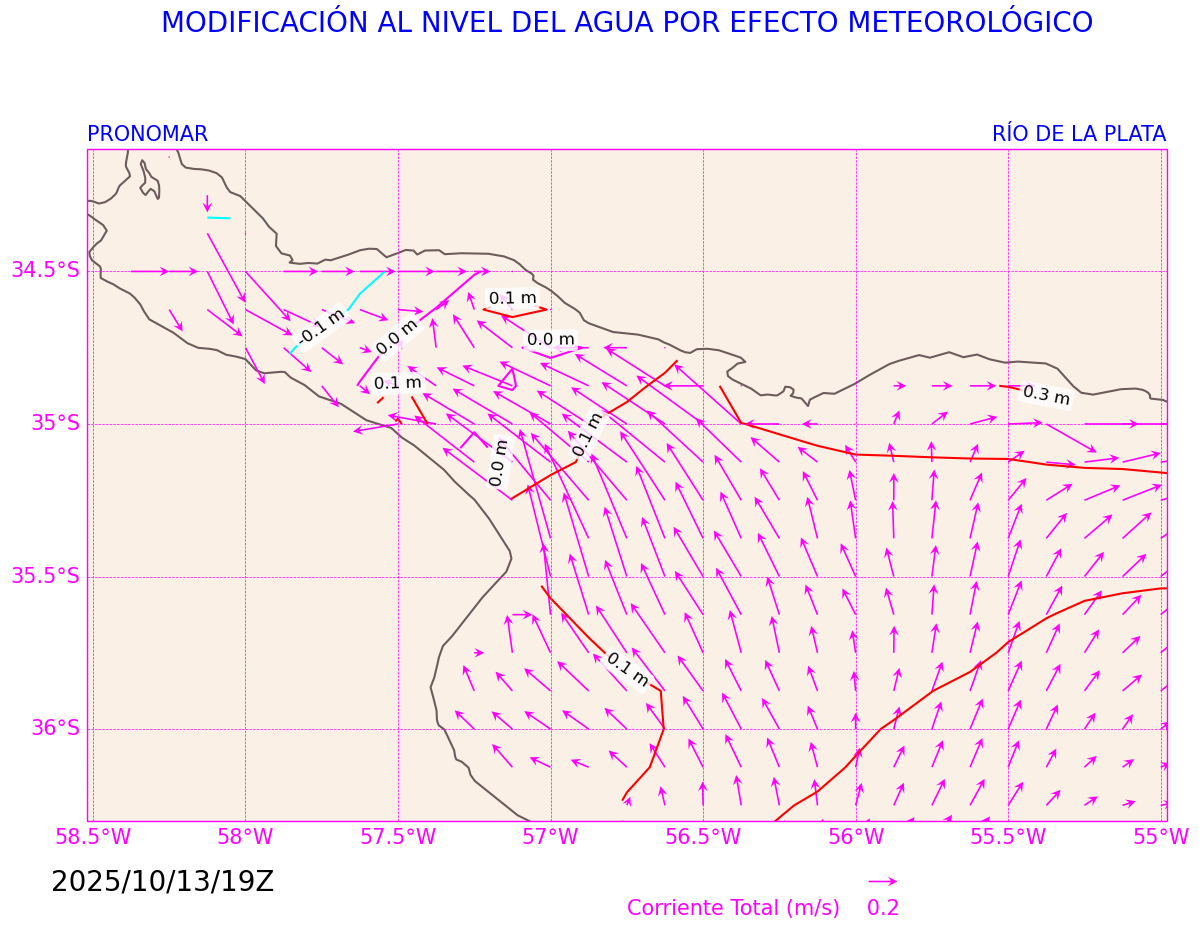 MODIFICACIÓN AL NIVEL DEL AGUA POR EFECTO METEOROLÓGICO
PRONOMAR
RÍO DE LA PLATA
34.5°S
35°S
35.5°S
36°S
0.1 m
-0.1 m
0.0 m
0.0 m
0.1 m
0.3 m
0.1 m
0.0 m
0.1 m
58.5°W
58°W
57.5°W
57°W
56.5°W
56°W
55.5°W
55°W
2025/10/13/19Z
Corriente Total (m/s)
0.2